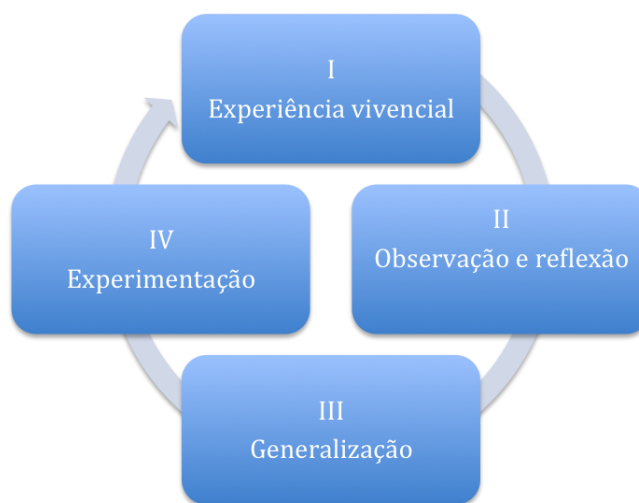 I
Experiência vivencial
II
Observação e reflexão
III
Generalização
IV
Experimentação